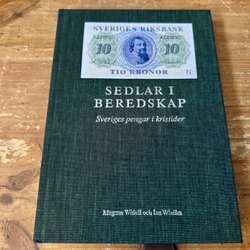 SVERIGES RIKSBANK
10
10
TIO KRONOR
N
SEDLAR I
BEREDSKAP
Sveriges pengar i kristider
Magnus Widell och Ian Wiséhn